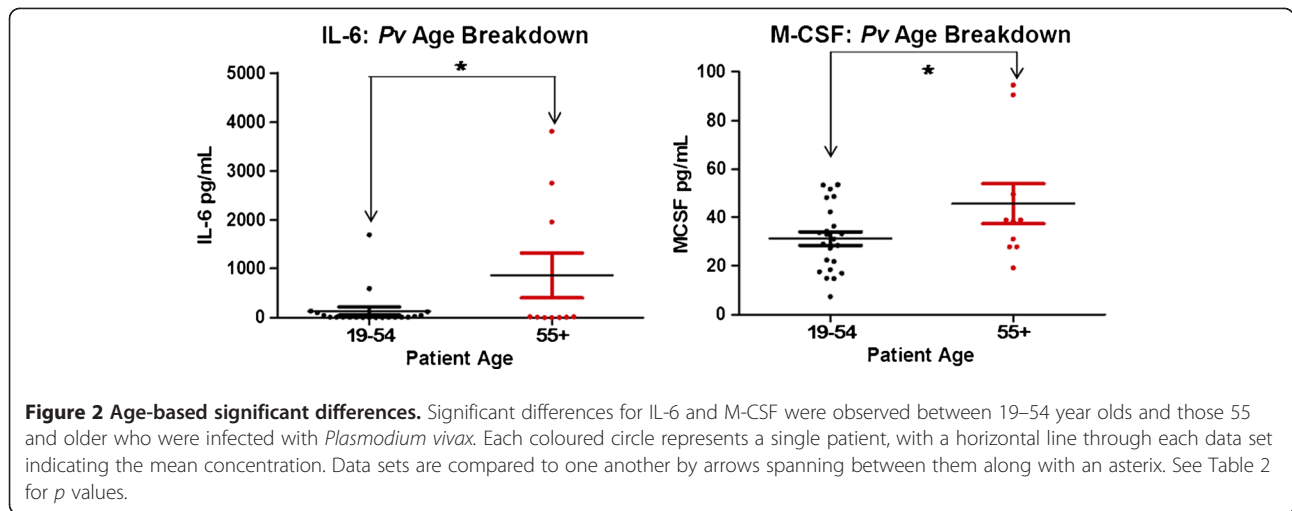 IL-6: Pv Age Breakdown
*
5000
4000
3000
2000
1000
0
IL-6 pg/mL
19-54
55+
Patient Age
M-CSF: Pv Age Breakdown
*
100
80
60
40
20
0
MCSF pg/mL
19-54
55+
Patient Age
Figure 2 Age-based significant differences. Significant differences for IL-6 and M-CSF were observed between 19–54 year olds and those 55
and older who were infected with Plasmodium vivax. Each coloured circle represents a single patient, with a horizontal line through each data set
indicating the mean concentration. Data sets are compared to one another by arrows spanning between them along with an asterix. See Table 2
for p values.